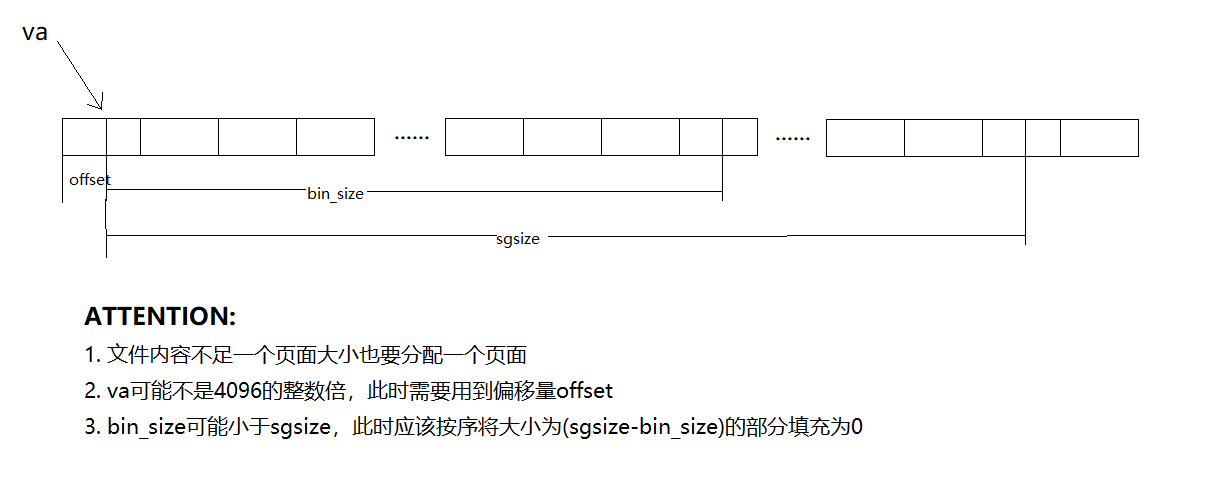 va
...... ......
offset
bin_size
sgsize
ATTENTION:
1. 文件内容不足一个页面大小也要分配一个页面
2. va可能不是4096的整数倍，此时需要用到偏移量offset
3. bin_size可能小于sgsize，此时应该按序将大小为(sgsize-bin_size)的部分填充为0